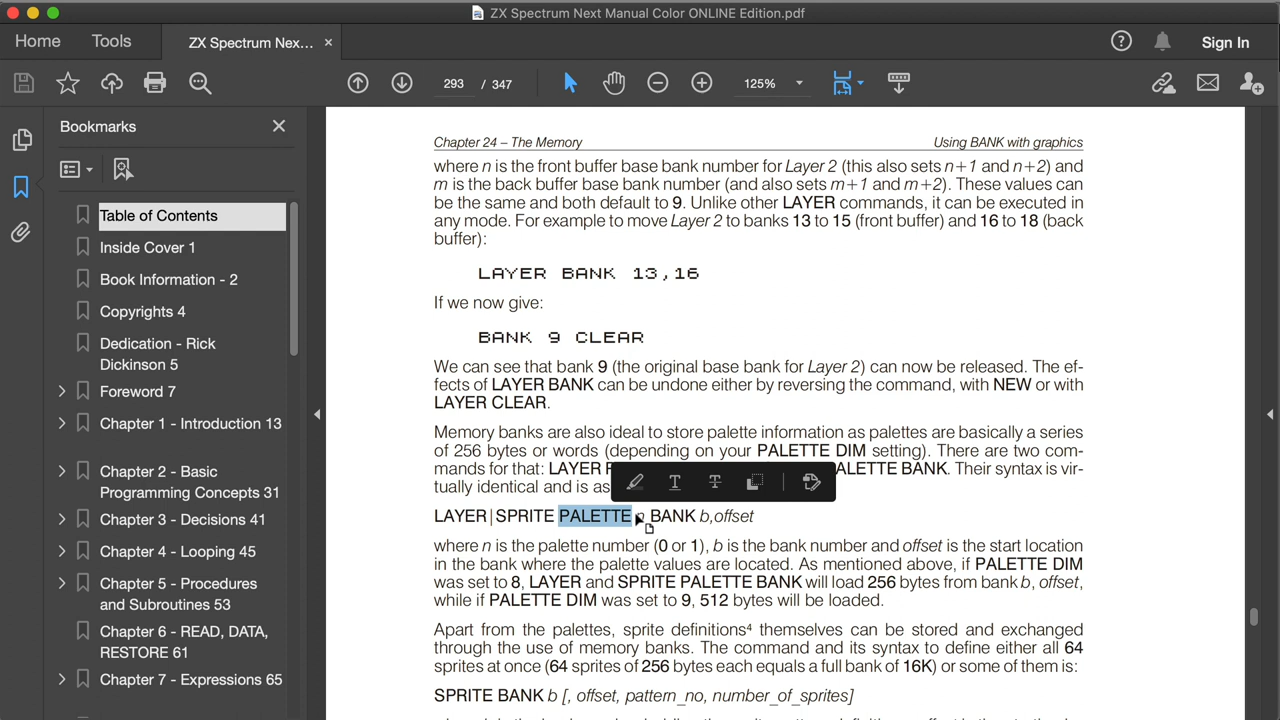 ZX Spectrum Next Manual Color ONLINE Edition.pdf
Home Tools ZX Spectrum Nex... × Sign In
293 / 347 125%
Bookmarks
Table of Contents
Inside Cover 1
Book Information - 2
Copyrights 4
Dedication - Rick
Dickinson 5
Foreword 7
Chapter 1 - Introduction 13
Chapter 2 - Basic
Programming Concepts 31
Chapter 3 - Decisions 41
Chapter 4 - Looping 45
Chapter 5 - Procedures
and Subroutines 53
Chapter 6 - READ, DATA,
RESTORE 61
Chapter 7 - Expressions 65
Chapter 24 – The Memory Using BANK with graphics
where n is the front buffer base bank number for Layer 2 (this also sets n+1 and n+2) and
m is the back buffer base bank number (and also sets m+1 and m+2). These values can
be the same and both default to 9. Unlike other LAYER commands, it can be executed in
any mode. For example to move Layer 2 to banks 13 to 15 (front buffer) and 16 to 18 (back
buffer):
LAYER BANK 13,16
If we now give:
BANK 9 CLEAR
We can see that bank 9 (the original base bank for Layer 2) can now be released. The ef-
fects of LAYER BANK can be undone either by reversing the command, with NEW or with
LAYER CLEAR.
Memory banks are also ideal to store palette information as palettes are basically a series
of 256 bytes or words (depending on your PALETTE DIM setting). There are two com-
mands for that: LAYER ALETTE BANK. Their syntax is vir-
tually identical and is as
LAYER|SPRITE PALETTE n BANK b,offset
where n is the palette number (0 or 1), b is the bank number and offset is the start location
in the bank where the palette values are located. As mentioned above, if PALETTE DIM
was set to 8, LAYER and SPRITE PALETTE BANK will load 256 bytes from bank b, offset,
while if PALETTE DIM was set to 9, 512 bytes will be loaded.
Apart from the palettes, sprite definitions⁴ themselves can be stored and exchanged
through the use of memory banks. The command and its syntax to define either all 64
sprites at once (64 sprites of 256 bytes each equals a full bank of 16K) or some of them is:
SPRITE BANK b [, offset, pattern_no, number_of_sprites]